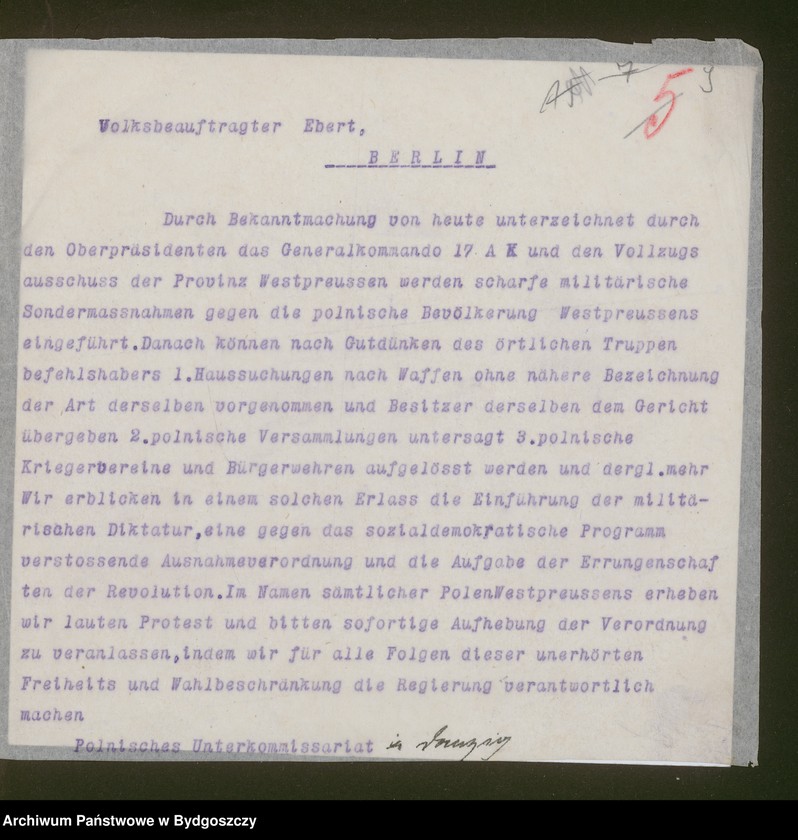 7 5 9
Volksbeauftragter Ebert,
B E R L I N
Durch Bekanntmachung von heute unterzeichnet durch
den Oberpräsidenten das Generalkommando 17 A K und den Vollzugs
ausschuss der Provinz Westpreussen werden scharfe militärische
Sondermassnahmen gegen die polnische Bevölkerung Westpreussens
eingeführt.Danach können nach Gutdünken des örtlichen Truppen
befehlshabers 1.Haussuchungen nach Waffen ohne nähere Bezeichnung
der Art derselben vorgenommen und Besitzer derselben dem Gericht
übergeben 2.polnische Versammlungen untersagt 3.polnische
Kriegervereine und Bürgerwehren aufgelösst werden und dergl.mehr
Wir erblicken in einem solchen Erlass die Einführung der militä-
rischen Diktatur,eine gegen das sozialdemokratische Programm
verstossende Ausnahmeverordnung und die Aufgabe der Errungenschaf
ten der Revolution.Im Namen sämtlicher PolenWestpreussens erheben
wir lauten Protest und bitten sofortige Aufhebung der Verordnung
zu veranlassen,indem wir für alle Folgen dieser unerhörten
Freiheits und Wahlbeschränkung die Regierung verantwortlich
machen
Polnisches Unterkommissariat in Danzig
Archiwum Państwowe w Bydgoszczy